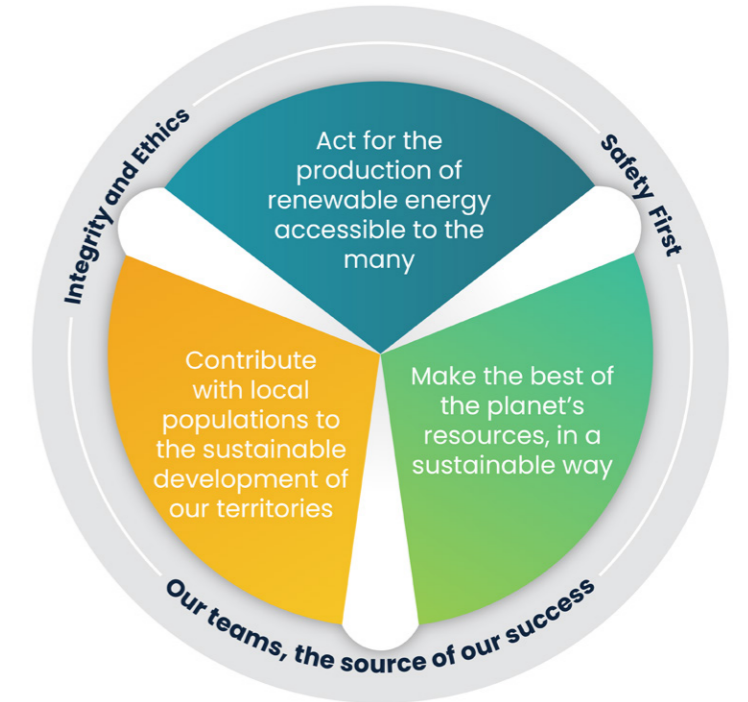 Integrity and Ethics
Safety First
Act for the
production of
renewable energy
accessible to the
many
Contribute
with local
populations to
the sustainable
development of
our territories
Make the best of
the planet’s
resources, in a
sustainable way
Our teams, the source of our success